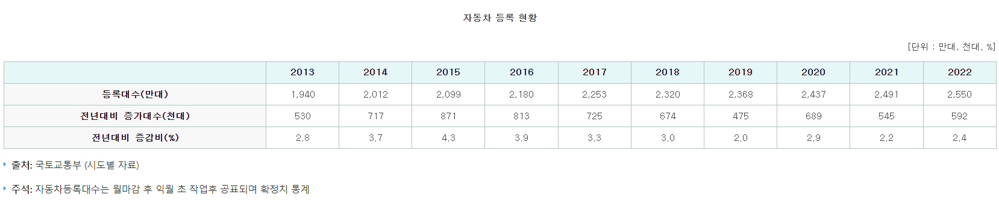 자동차 등록 현황
[단위 : 만대, 천대, %]
2013 2014 2015 2016 2017 2018 2019 2020 2021 2022
등록대수(만대) 1,940 2,012 2,099 2,180 2,253 2,320 2,368 2,437 2,491 2,550
전년대비 증가대수(천대) 530 717 871 813 725 674 475 689 545 592
전년대비 증감비(%) 2.8 3.7 4.3 3.9 3.3 3.0 2.0 2.9 2.2 2.4
출처: 국토교통부 (시도별 자료)
주석: 자동차등록대수는 월마감 후 익월 초 작업후 공표되며 확정치 통계